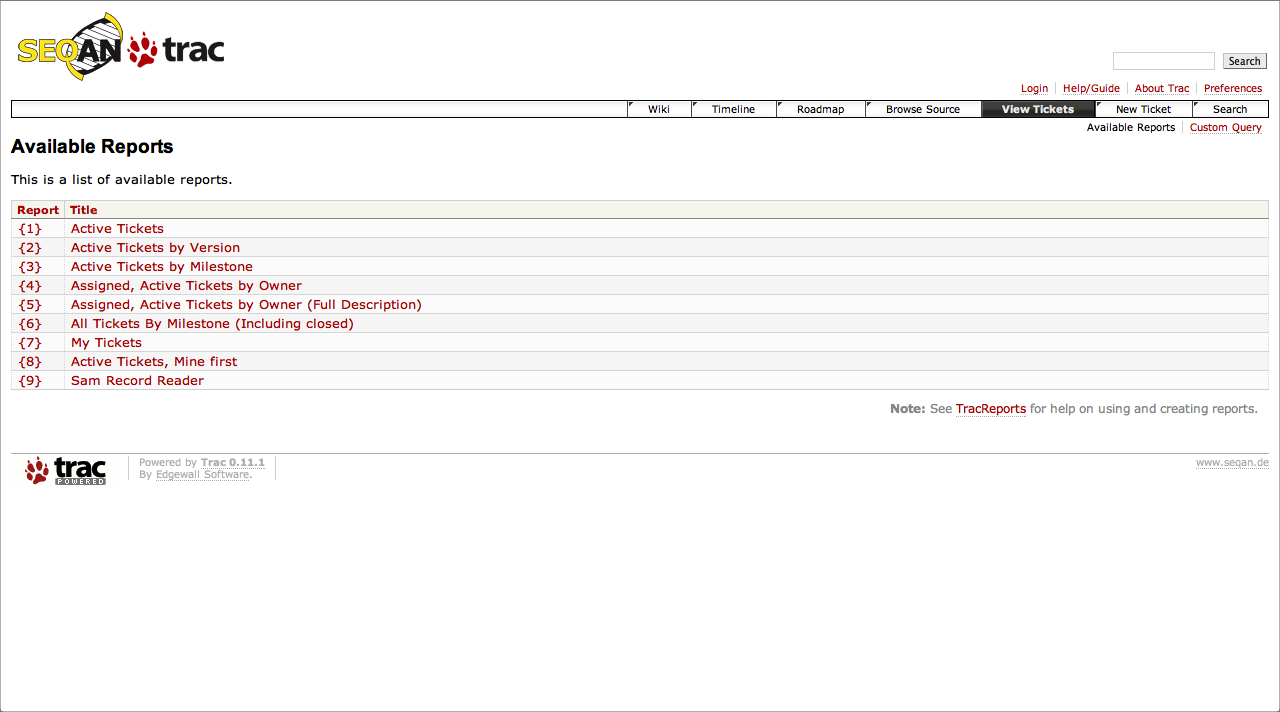 SEQAN trac
Search
Login Help/Guide About Trac Preferences
Wiki Timeline Roadmap Browse Source View Tickets New Ticket Search
Available Reports Custom Query
Available Reports
This is a list of available reports.
Report Title
{1} Active Tickets
{2} Active Tickets by Version
{3} Active Tickets by Milestone
{4} Assigned, Active Tickets by Owner
{5} Assigned, Active Tickets by Owner (Full Description)
{6} All Tickets By Milestone (Including closed)
{7} My Tickets
{8} Active Tickets, Mine first
{9} Sam Record Reader
Note: See TracReports for help on using and creating reports.
trac POWERED
Powered by Trac 0.11.1
By Edgewall Software.
www.seqan.de